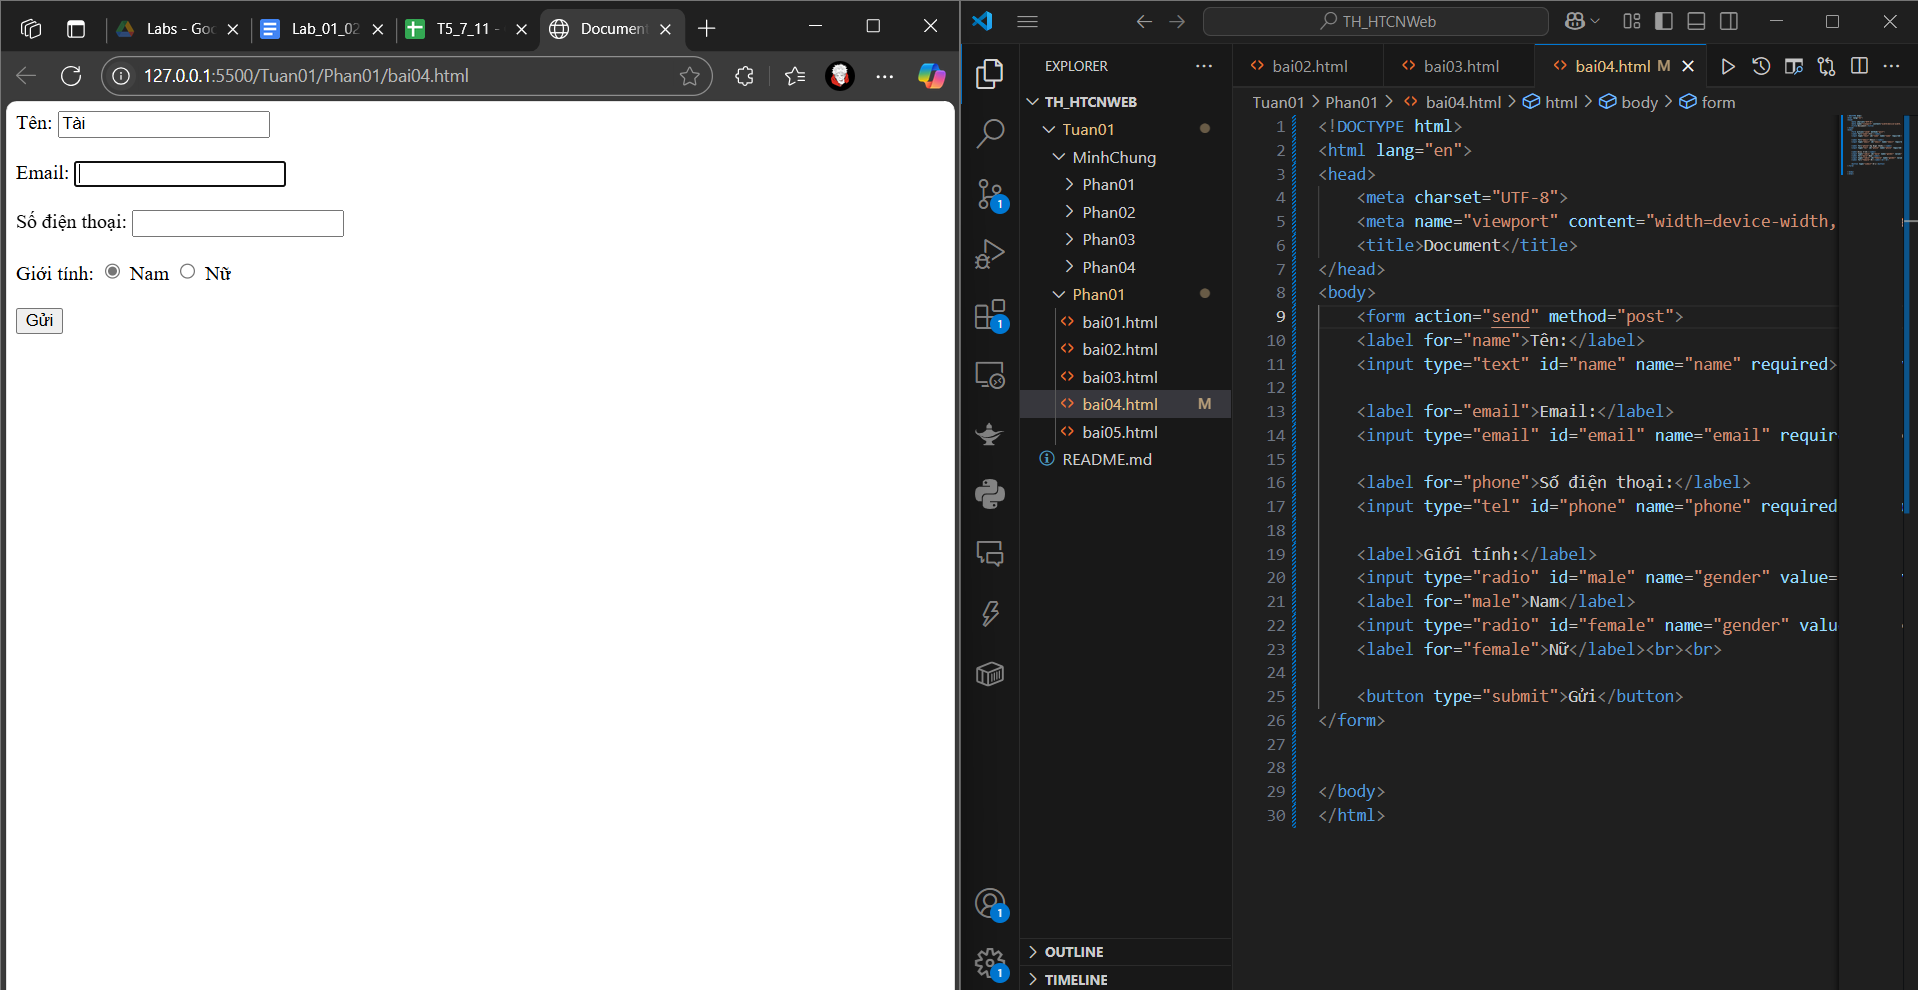 Labs - Goo
Lab_01_02
T5_7_11 -
Document
127.0.0.1:5500/Tuan01/Phan01/bai04.html
Tên: Tài
Email:
Số điện thoại:
Giới tính: Nam Nữ
Gửi
TH_HTCNWeb
EXPLORER
TH_HTCNWEB
Tuan01
MinhChung
Phan01
Phan02
Phan03
Phan04
Phan01
bai01.html
bai02.html
bai03.html
bai04.html M
bai05.html
README.md
OUTLINE
TIMELINE
1
1
1
1
bai02.html
bai03.html
bai04.html M
Tuan01 > Phan01 > bai04.html > html > body > form
1 <!DOCTYPE html>
2 <html lang="en">
3 <head>
4 <meta charset="UTF-8">
5 <meta name="viewport" content="width=device-width,
6 <title>Document</title>
7 </head>
8 <body>
9 <form action="send" method="post">
10 <label for="name">Tên:</label>
11 <input type="text" id="name" name="name" required>
12
13 <label for="email">Email:</label>
14 <input type="email" id="email" name="email" requir
15
16 <label for="phone">Số điện thoại:</label>
17 <input type="tel" id="phone" name="phone" required
18
19 <label>Giới tính:</label>
20 <input type="radio" id="male" name="gender" value=
21 <label for="male">Nam</label>
22 <input type="radio" id="female" name="gender" valu
23 <label for="female">Nữ</label><br><br>
24
25 <button type="submit">Gửi</button>
26 </form>
27
28
29 </body>
30 </html>